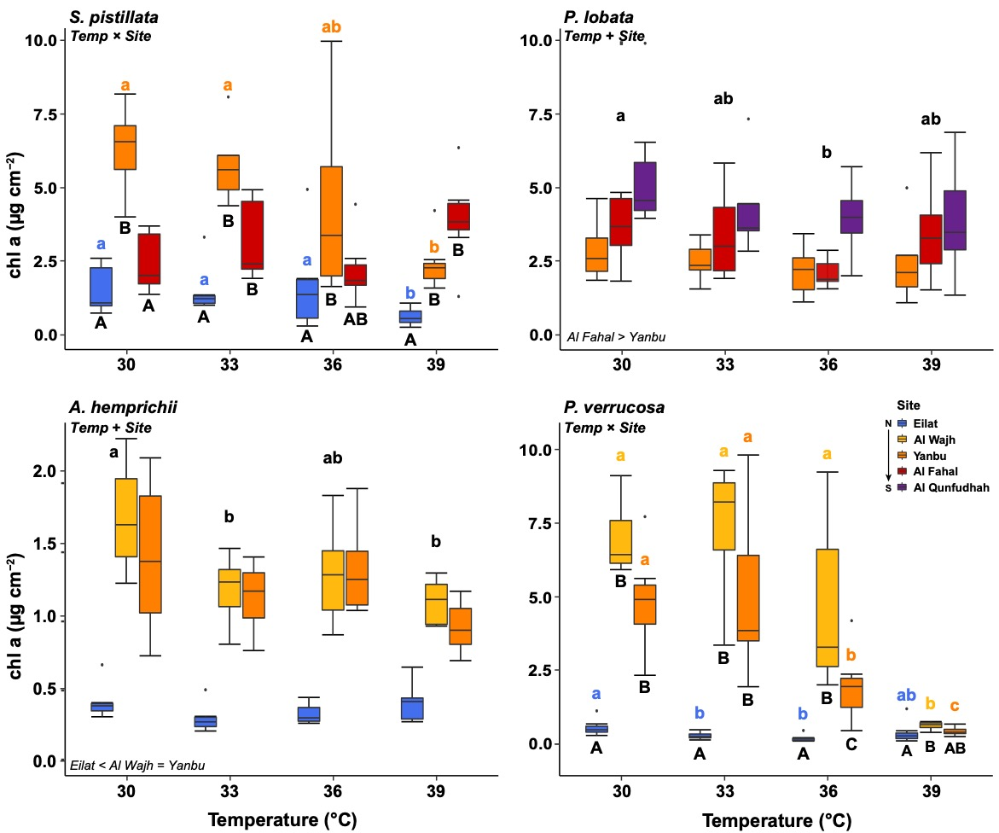 S. pistillata
Temp × Site
chl a (µg cm⁻²)
10.0
7.5
5.0
2.5
0.0
a
a
ab
a
a
a
b
b
B
A
A
B
A
B
A
B
AB
A
B
B
30
33
36
39
P. lobata
Temp + Site
10.0
7.5
5.0
2.5
0.0
a
ab
b
ab
Al Fahal > Yanbu
30
33
36
39
A. hemprichii
Temp + Site
chl a (µg cm⁻²)
2.0
1.5
1.0
0.5
0.0
a
b
ab
b
Eilat < Al Wajh = Yanbu
30
33
36
39
Temperature (°C)
P. verrucosa
Temp × Site
10.0
7.5
5.0
2.5
0.0
a
a
a
a
a
a
b
b
b
ab
b
c
A
B
B
A
B
B
A
B
C
A
B
AB
30
33
36
39
Temperature (°C)
Site
N
Eilat
Al Wajh
Yanbu
Al Fahal
S
Al Qunfudhah